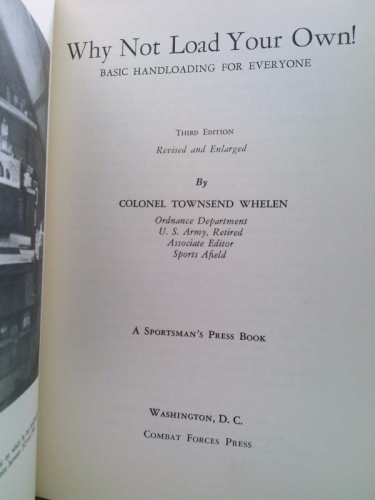 Why Not Load Your Own!
BASIC HANDLOADING FOR EVERYONE
THIRD EDITION
Revised and Enlarged
By
COLONEL TOWNSEND WHELEN
Ordnance Department
U. S. Army, Retired
Associate Editor
Sports Afield
A SPORTSMAN'S PRESS BOOK
WASHINGTON, D. C.
COMBAT FORCES PRESS